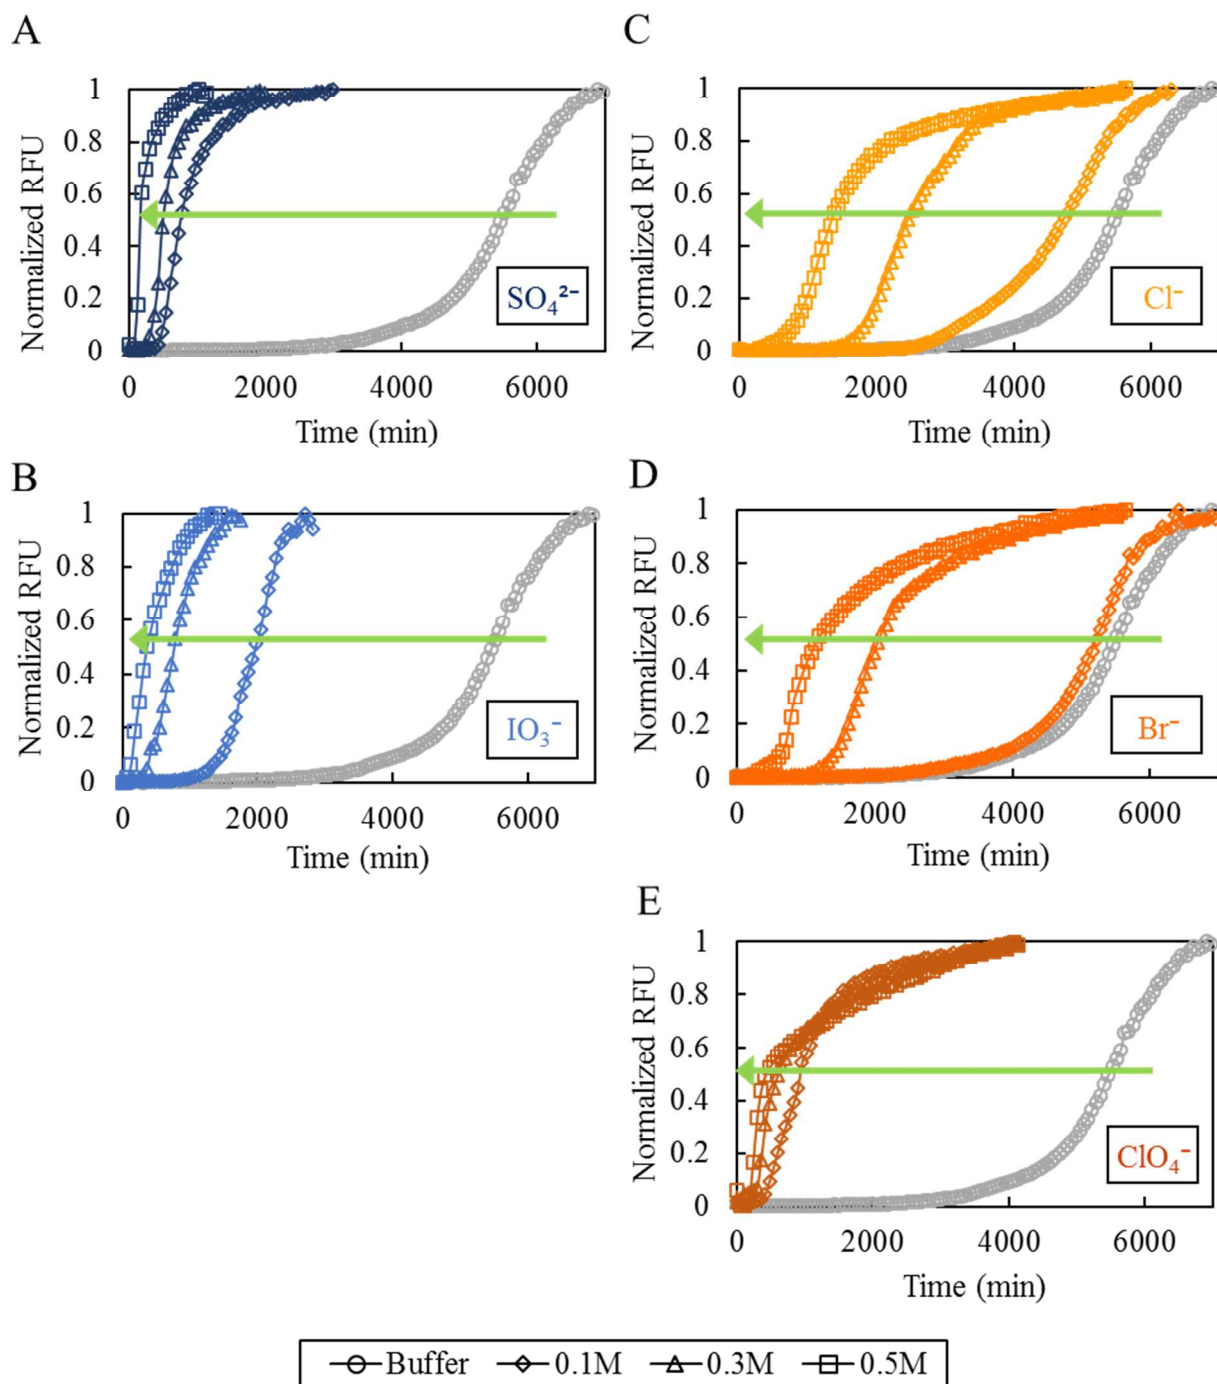 A
Normalized RFU
1
0.8
0.6
0.4
0.2
0
0 2000 4000 6000
Time (min)
SO₄²⁻
C
Normalized RFU
1
0.8
0.6
0.4
0.2
0
0 2000 4000 6000
Time (min)
Cl⁻
B
Normalized RFU
1
0.8
0.6
0.4
0.2
0
0 2000 4000 6000
Time (min)
IO₃⁻
D
Normalized RFU
1
0.8
0.6
0.4
0.2
0
0 2000 4000 6000
Time (min)
Br⁻
E
Normalized RFU
1
0.8
0.6
0.4
0.2
0
0 2000 4000 6000
Time (min)
ClO₄⁻
Buffer 0.1M 0.3M 0.5M